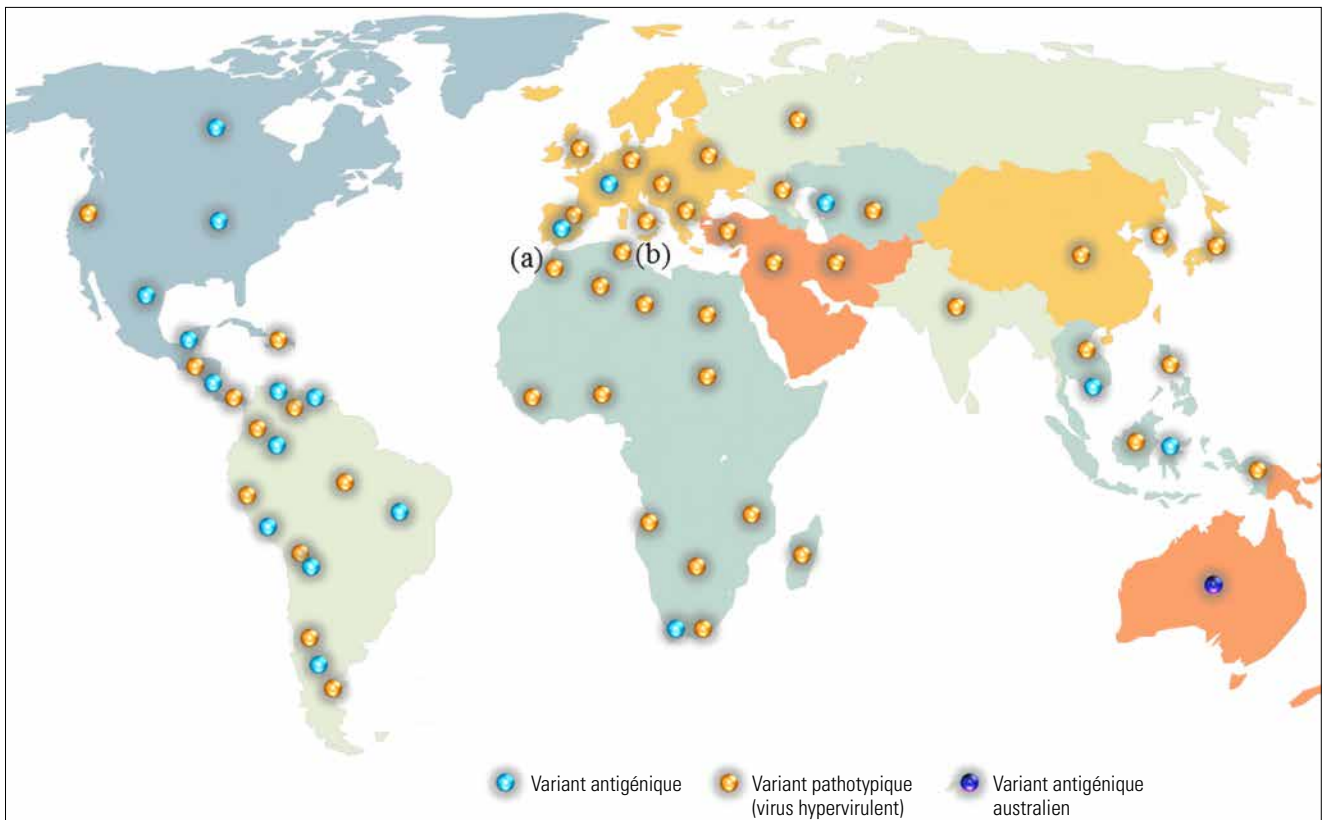 (a)
(b)
Variant antigénique
Variant pathotypique
(virus hypervirulent)
Variant antigénique
australien